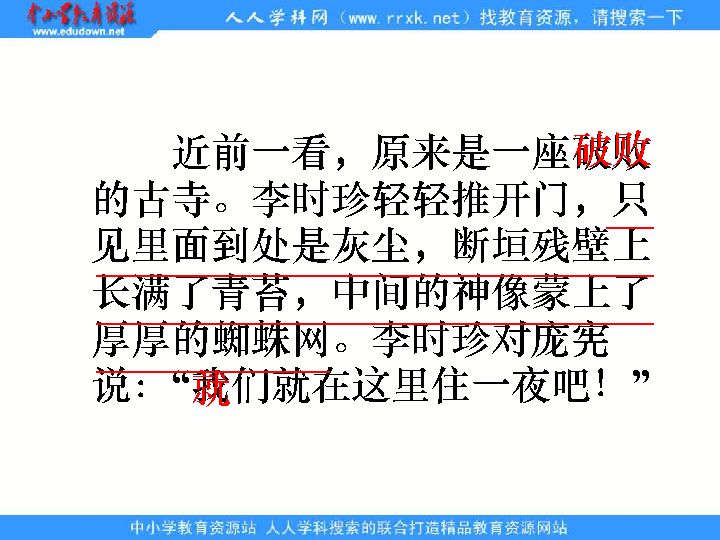 中小学教育资源
www.edudown.net
人人学科网（www.rrxk.net）找教育资源，请搜索一下
近前一看，原来是一座破败
的古寺。李时珍轻轻推开门，只
见里面到处是灰尘，断垣残壁上
长满了青苔，中间的神像蒙上了
厚厚的蜘蛛网。李时珍对庞宪
说：“我们就在这里住一夜吧！”
中小学教育资源站 人人学科搜索的联合打造精品教育资源网站